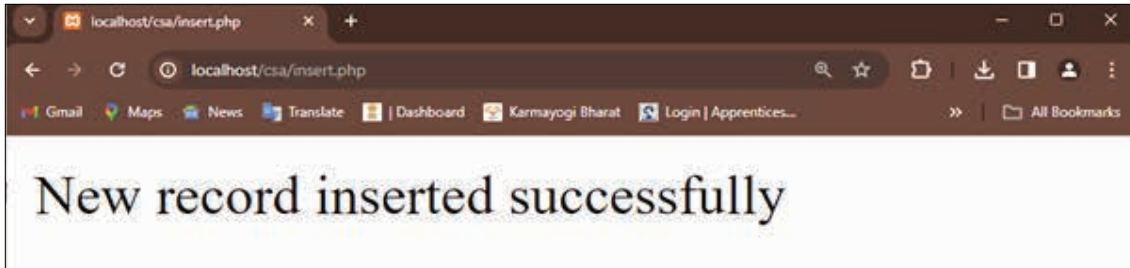 localhost/csa/insert.php
localhost/csa/insert.php
Gmail Maps News Translate | Dashboard Karmayogi Bharat Login | Apprentices... » All Bookmarks
New record inserted successfully